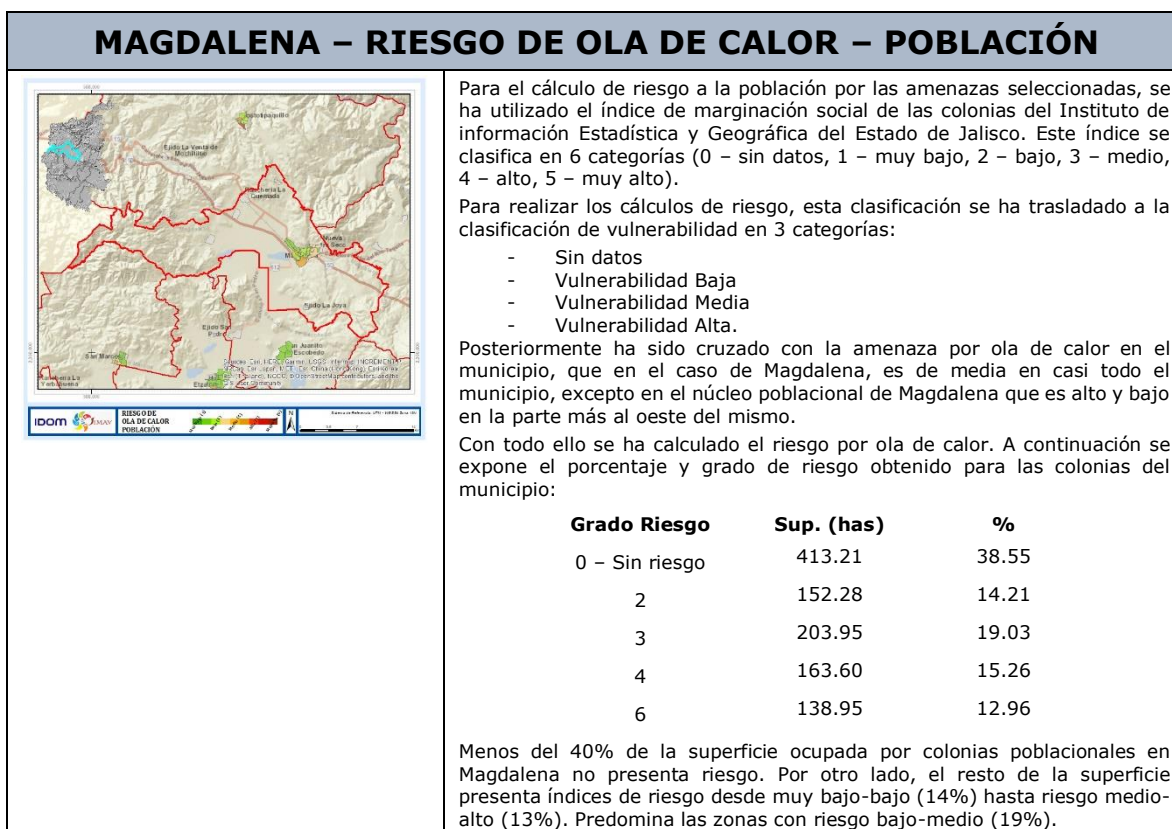 MAGDALENA – RIESGO DE OLA DE CALOR – POBLACIÓN
Para el cálculo de riesgo a la población por las amenazas seleccionadas, se
ha utilizado el índice de marginación social de las colonias del Instituto de
información Estadística y Geográfica del Estado de Jalisco. Este índice se
clasifica en 6 categorías (0 – sin datos, 1 – muy bajo, 2 – bajo, 3 – medio,
4 – alto, 5 – muy alto).
Para realizar los cálculos de riesgo, esta clasificación se ha trasladado a la
clasificación de vulnerabilidad en 3 categorías:
- Sin datos
- Vulnerabilidad Baja
- Vulnerabilidad Media
- Vulnerabilidad Alta.
Posteriormente ha sido cruzado con la amenaza por ola de calor en el
municipio, que en el caso de Magdalena, es de media en casi todo el
municipio, excepto en el núcleo poblacional de Magdalena que es alto y bajo
en la parte más al oeste del mismo.
Con todo ello se ha calculado el riesgo por ola de calor. A continuación se
expone el porcentaje y grado de riesgo obtenido para las colonias del
municipio:
Grado Riesgo Sup. (has) %
0 – Sin riesgo 413.21 38.55
2 152.28 14.21
3 203.95 19.03
4 163.60 15.26
6 138.95 12.96
Menos del 40% de la superficie ocupada por colonias poblacionales en
Magdalena no presenta riesgo. Por otro lado, el resto de la superficie
presenta índices de riesgo desde muy bajo-bajo (14%) hasta riesgo medio-
alto (13%). Predomina las zonas con riesgo bajo-medio (19%).
Ejido La Venta de
Ejido La Joya
Ejido San
Pedro
San Marcos
Juanito
Escobedo
IDOM
RIESGO DE
OLA DE CALOR
POBLACIÓN
N